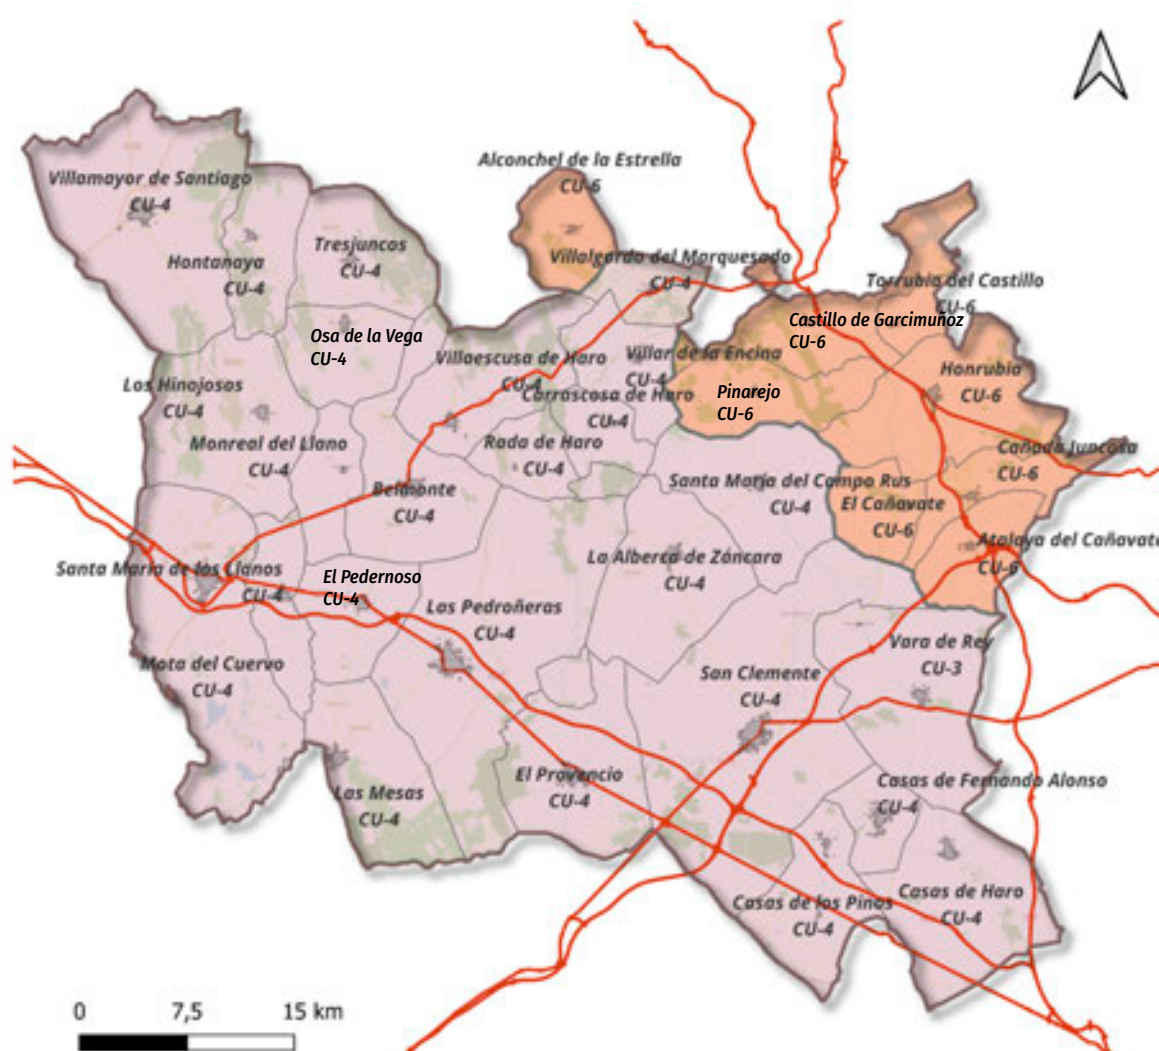 Alconchel de la Estrella
CU-6
Villamayor de Santiago
CU-4
Tresjuncos
CU-4
Hontanaya
CU-4
Villalgordo del Marquesado
CU-4
Torrubia del Castillo
CU-6
Castillo de Garcimuñoz
CU-6
Osa de la Vega
CU-4
Villaescusa de Haro
CU-4
Villar de la Encina
CU-4
Honrubia
CU-6
Los Hinojosos
CU-4
Carrascosa de Haro
CU-4
Pinarejo
CU-6
Monreal del Llano
CU-4
Rada de Haro
CU-4
Cañada Juncosa
CU-6
Belmonte
CU-4
Santa María del Campo Rus
CU-4
El Cañavate
CU-6
Atalaya del Cañavate
CU-6
La Alberca de Záncara
CU-4
Santa María de los Llanos
CU-4
El Pedernoso
CU-4
Las Pedroñeras
CU-4
Vara de Rey
CU-3
Mota del Cuervo
CU-4
San Clemente
CU-4
El Provencio
CU-4
Casas de Fernando Alonso
CU-4
Las Mesas
CU-4
Casas de los Pinos
CU-4
Casas de Haro
CU-4
0 7,5 15 km